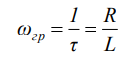 ω_гр = 1/τ = R/L